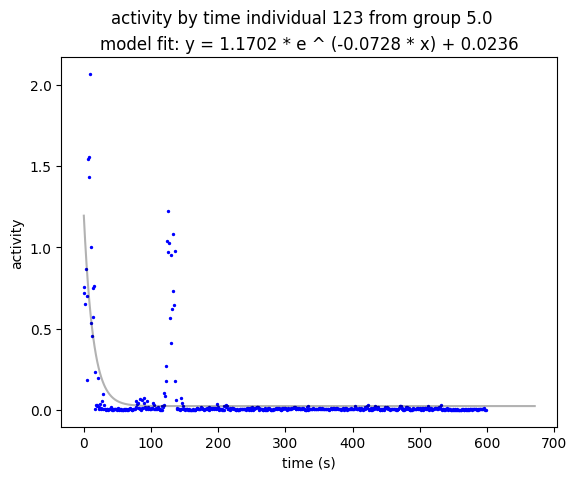 activity by time individual 123 from group 5.0
model fit: y = 1.1702 * e ^ (-0.0728 * x) + 0.0236
2.0
1.5
1.0
0.5
0.0
activity
0 100 200 300 400 500 600 700
time (s)